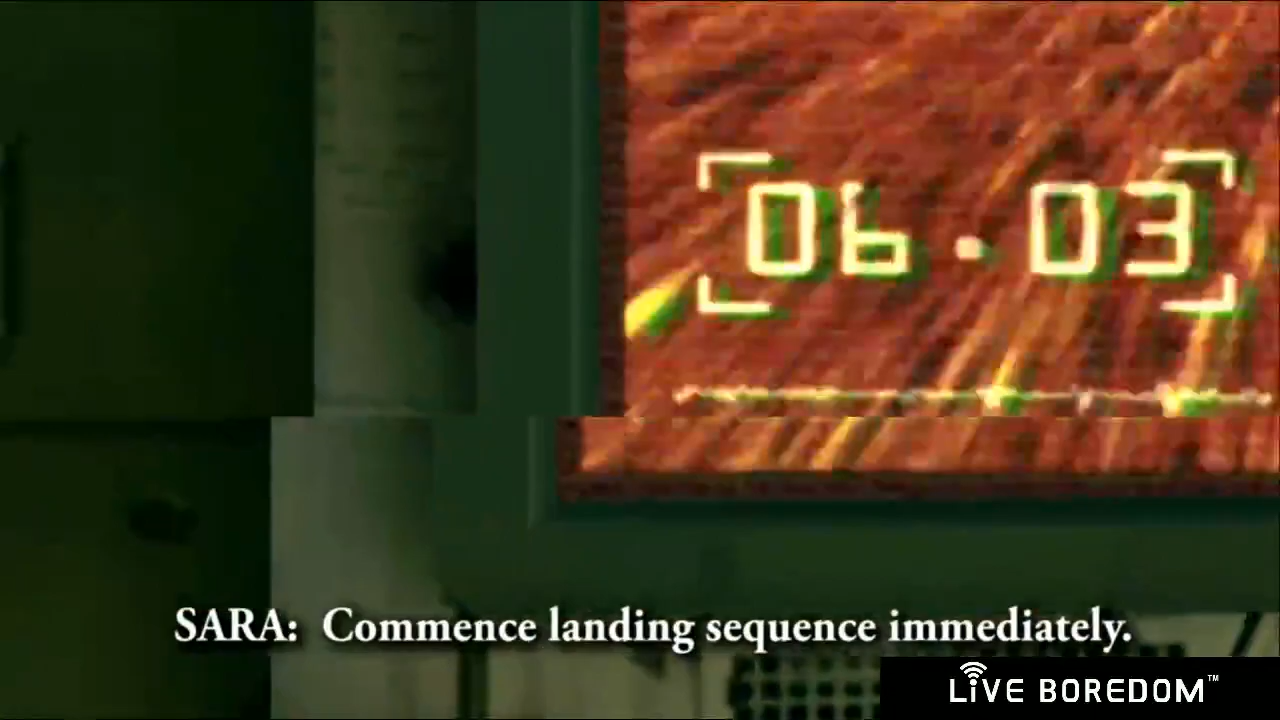 06.03
SARA: Commence landing sequence immediately.
LiVE BOREDOM™